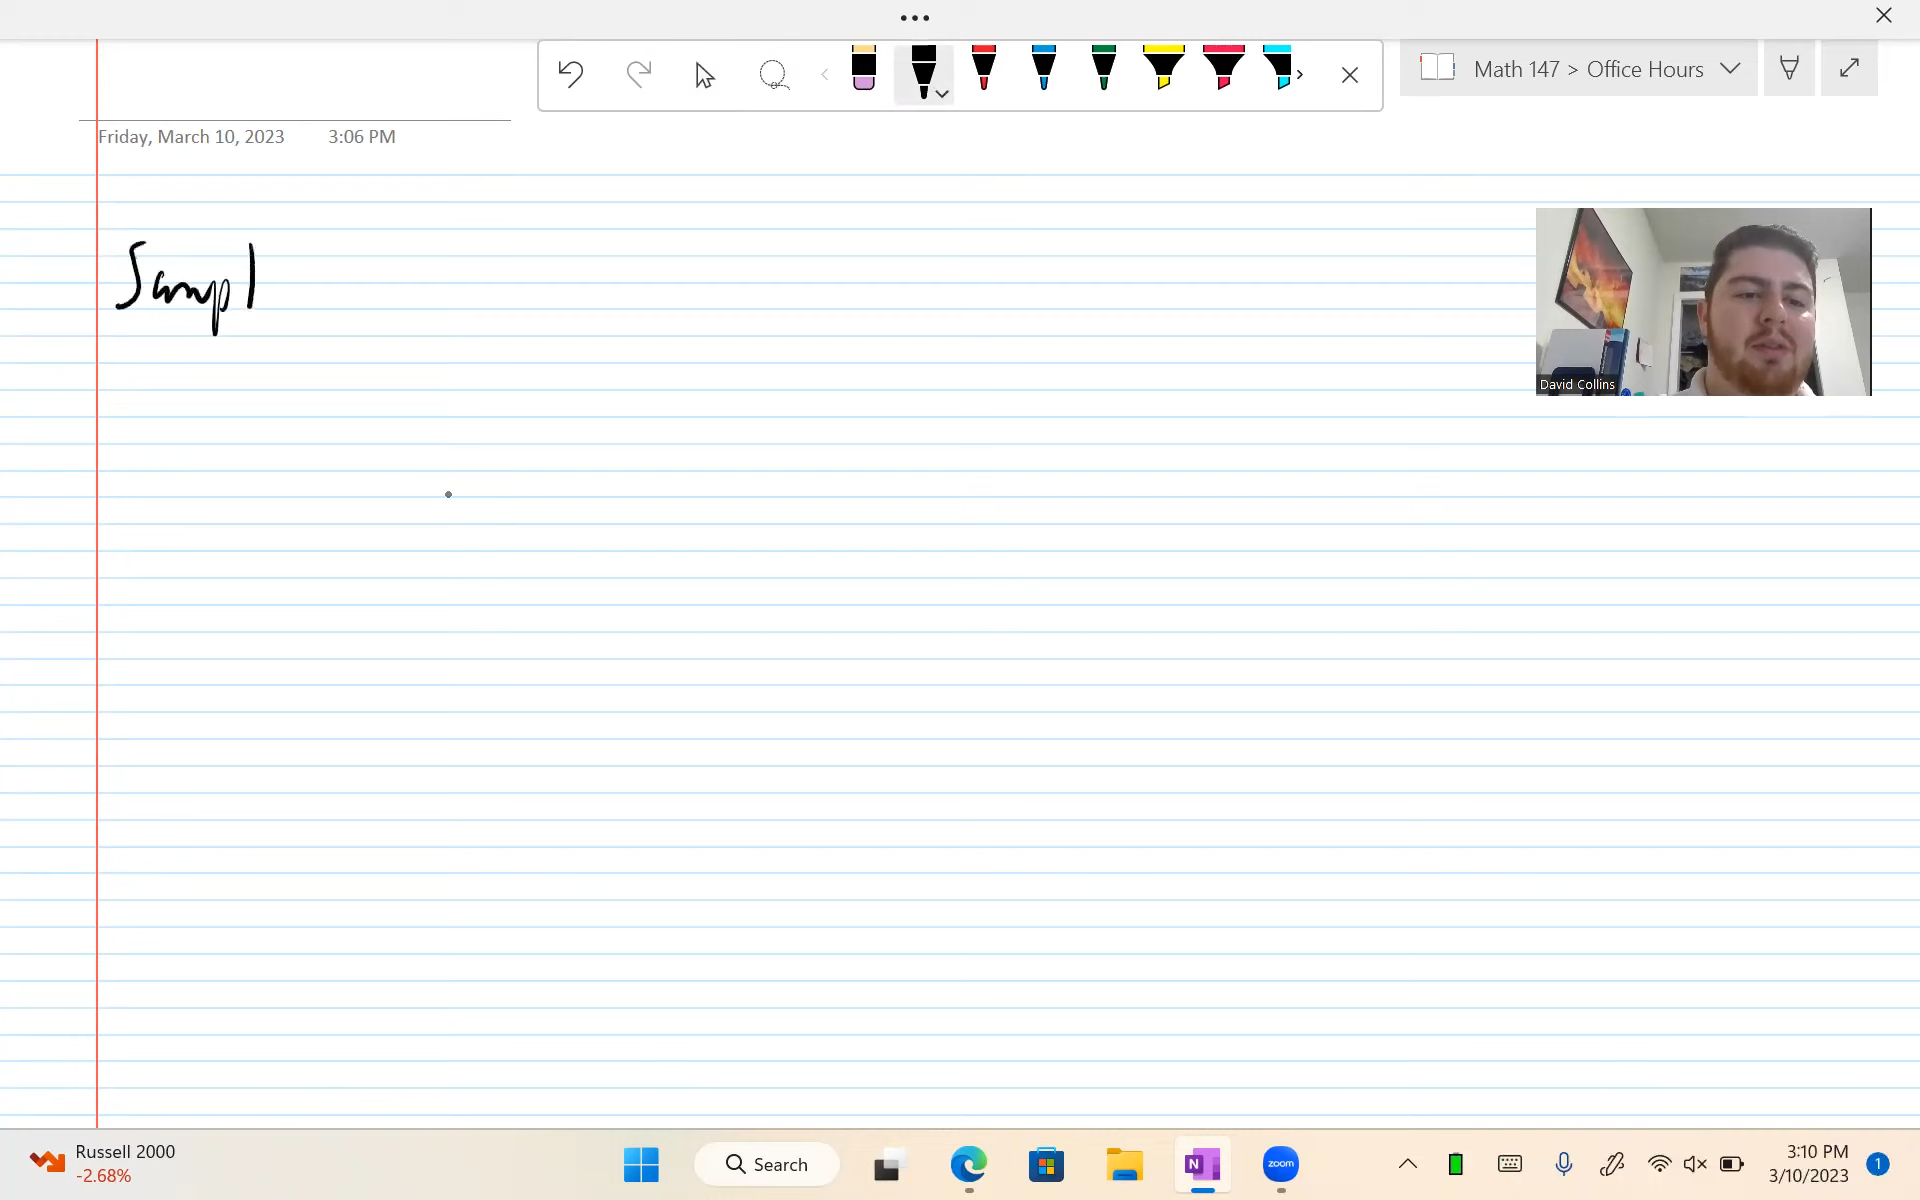 Math 147 > Office Hours
Friday, March 10, 2023 3:06 PM
Sampl
David Collins
Russell 2000
-2.68%
Search
N
zoom
3:10 PM
3/10/2023
1